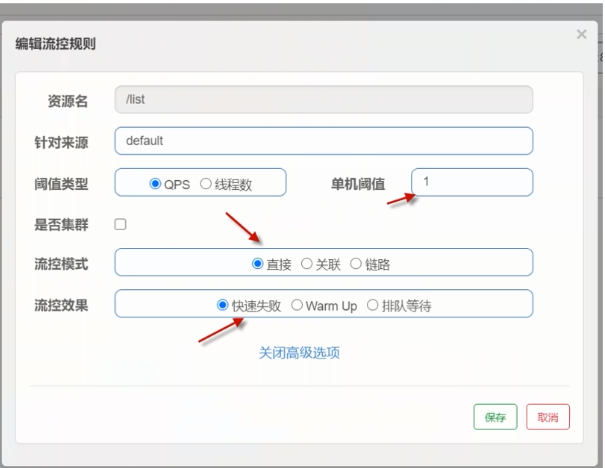 编辑流控规则 ×
资源名 /list
针对来源 default
阈值类型 QPS 线程数 单机阈值 1
是否集群
流控模式 直接 关联 链路
流控效果 快速失败 Warm Up 排队等待
关闭高级选项
保存 取消